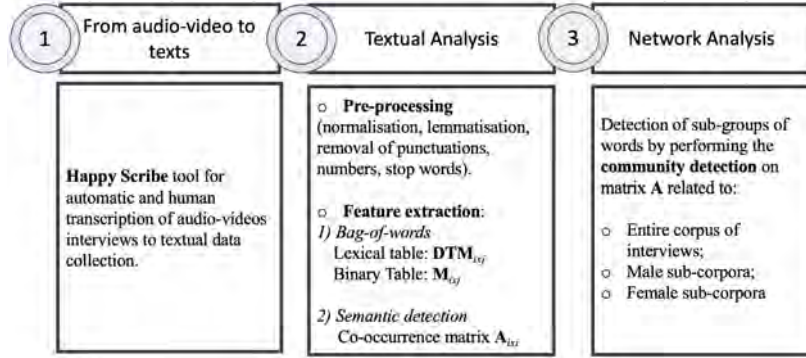 1
From audio-video to
texts
2
Textual Analysis
3
Network Analysis
Happy Scribe tool for
automatic and human
transcription of audio-videos
interviews to textual data
collection.
o Pre-processing
(normalisation, lemmatisation,
removal of punctuations,
numbers, stop words).
o Feature extraction:
1) Bag-of-words
Lexical table: DTMixj
Binary Table: Mixj
2) Semantic detection
Co-occurrence matrix Aixi
Detection of sub-groups of
words by performing the
community detection on
matrix A related to:
o Entire corpus of
interviews;
o Male sub-corpora;
o Female sub-corpora